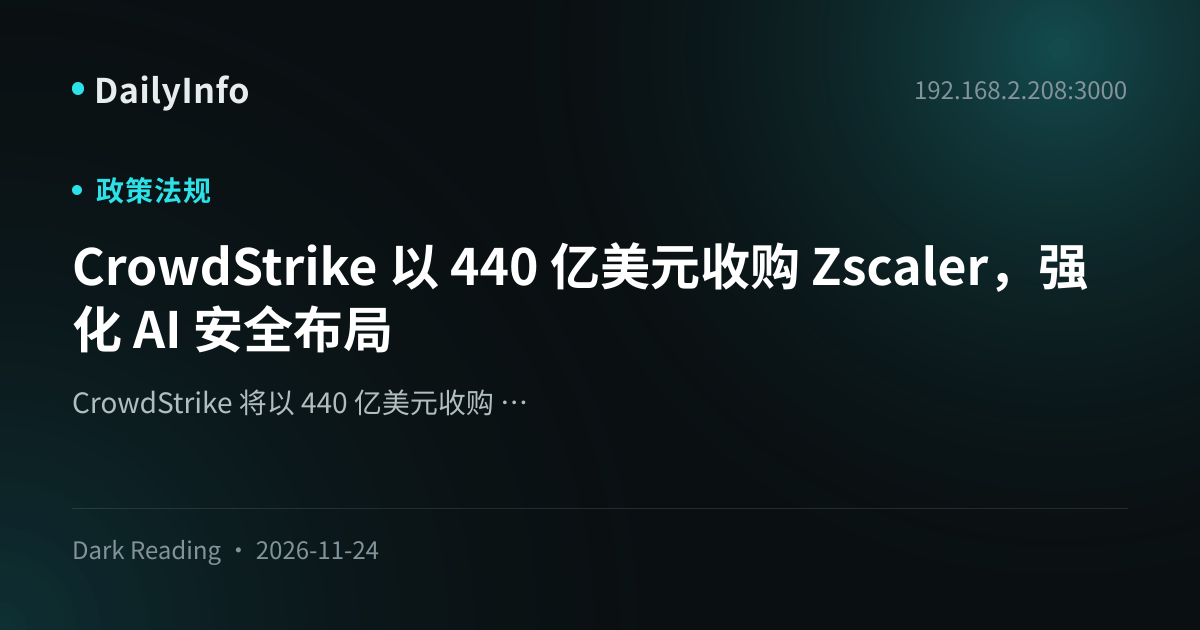 DailyInfo
192.168.2.208:3000
政策法规
CrowdStrike 以 440 亿美元收购 Zscaler，强
化 AI 安全布局
CrowdStrike 将以 440 亿美元收购 …
Dark Reading · 2026-11-24